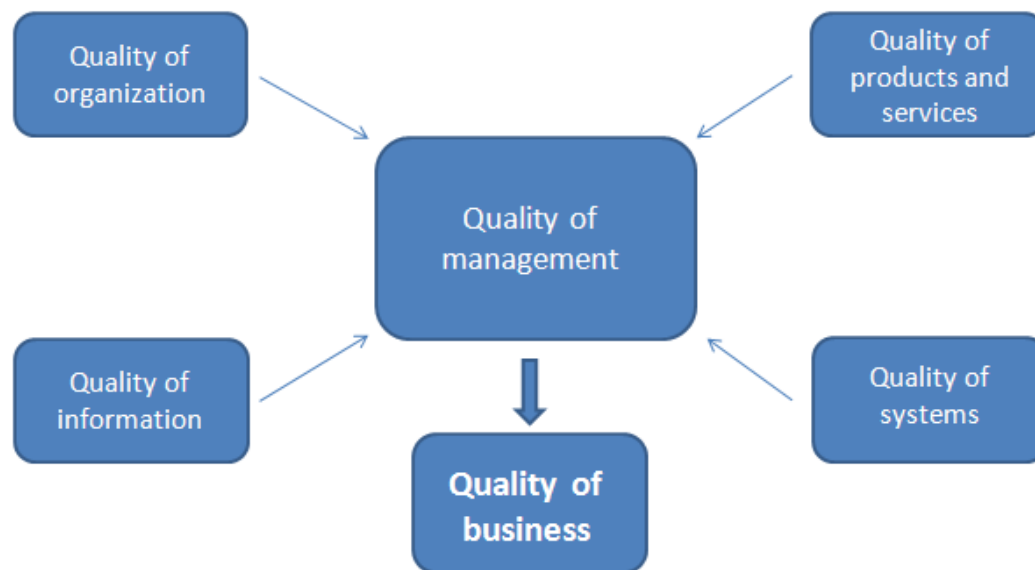 Quality of
organization
Quality of
products and
services
Quality of
management
Quality of
information
Quality of
systems
Quality of
business